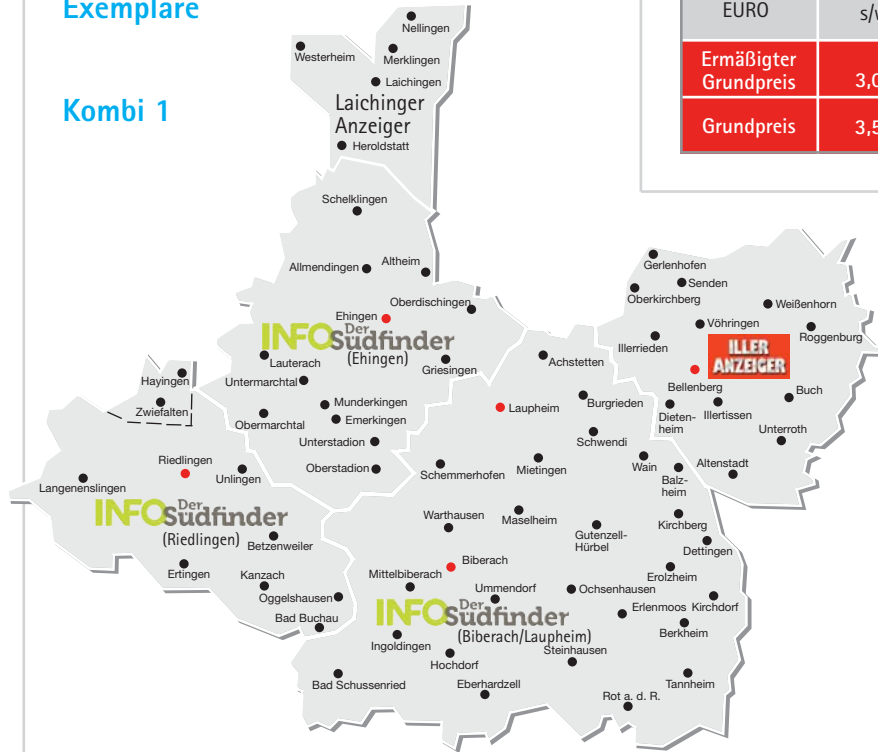 Exemplare
Kombi 1
EURO
Ermäßigter
Grundpreis
Grundpreis
Nellingen
Westerheim
Merklingen
Laichingen
Laichinger
Anzeiger
Heroldstatt
Schelklingen
Allmendingen
Altheim
Oberdischingen
Ehingen
INFO Der
Südfinder
(Ehingen)
Lauterach
Griesingen
Untermarchtal
Munderkingen
Obermarchtal
Emerkingen
Unterstadion
Oberstadion
Hayingen
Zwiefalten
Riedlingen
Unlingen
Langenenslingen
INFO Der
Südfinder
(Riedlingen)
Betzenweiler
Ertingen
Kanzach
Oggelshausen
Bad Buchau
Gerlenhofen
Senden
Oberkirchberg
Weißenhorn
Vöhringen
Roggenburg
Illerrieden
ILLER
ANZEIGER
Bellenberg
Buch
Dieten-
heim
Illertissen
Unterroth
Altenstadt
Achstetten
Burgrieden
Laupheim
Schwendi
Schemmerhofen
Mietingen
Wain
Balz-
heim
Warthausen
Maselheim
Gutenzell-
Hürbel
Kirchberg
Dettingen
Biberach
Mittelbiberach
Ummendorf
Ochsenhausen
Erolzheim
Erlenmoos
Kirchdorf
INFO Der
Südfinder
(Biberach/Laupheim)
Berkheim
Ingoldingen
Hochdorf
Steinhausen
Bad Schussenried
Eberhardzell
Tannheim
Rot a. d. R.